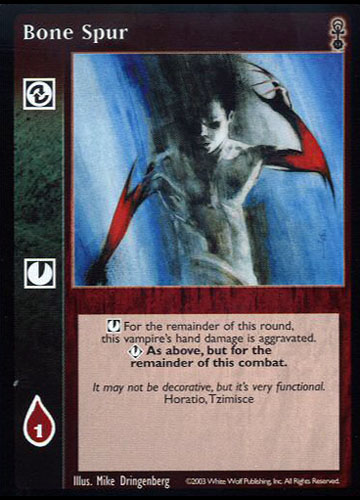 Bone Spur
For the remainder of this round,
this vampire's hand damage is aggravated.
As above, but for the
remainder of this combat.
It may not be decorative, but it's very functional.
Horatio, Tzimisce
1
Illus. Mike Dringenberg
©2003 White Wolf Publishing, Inc. All Rights Reserved.